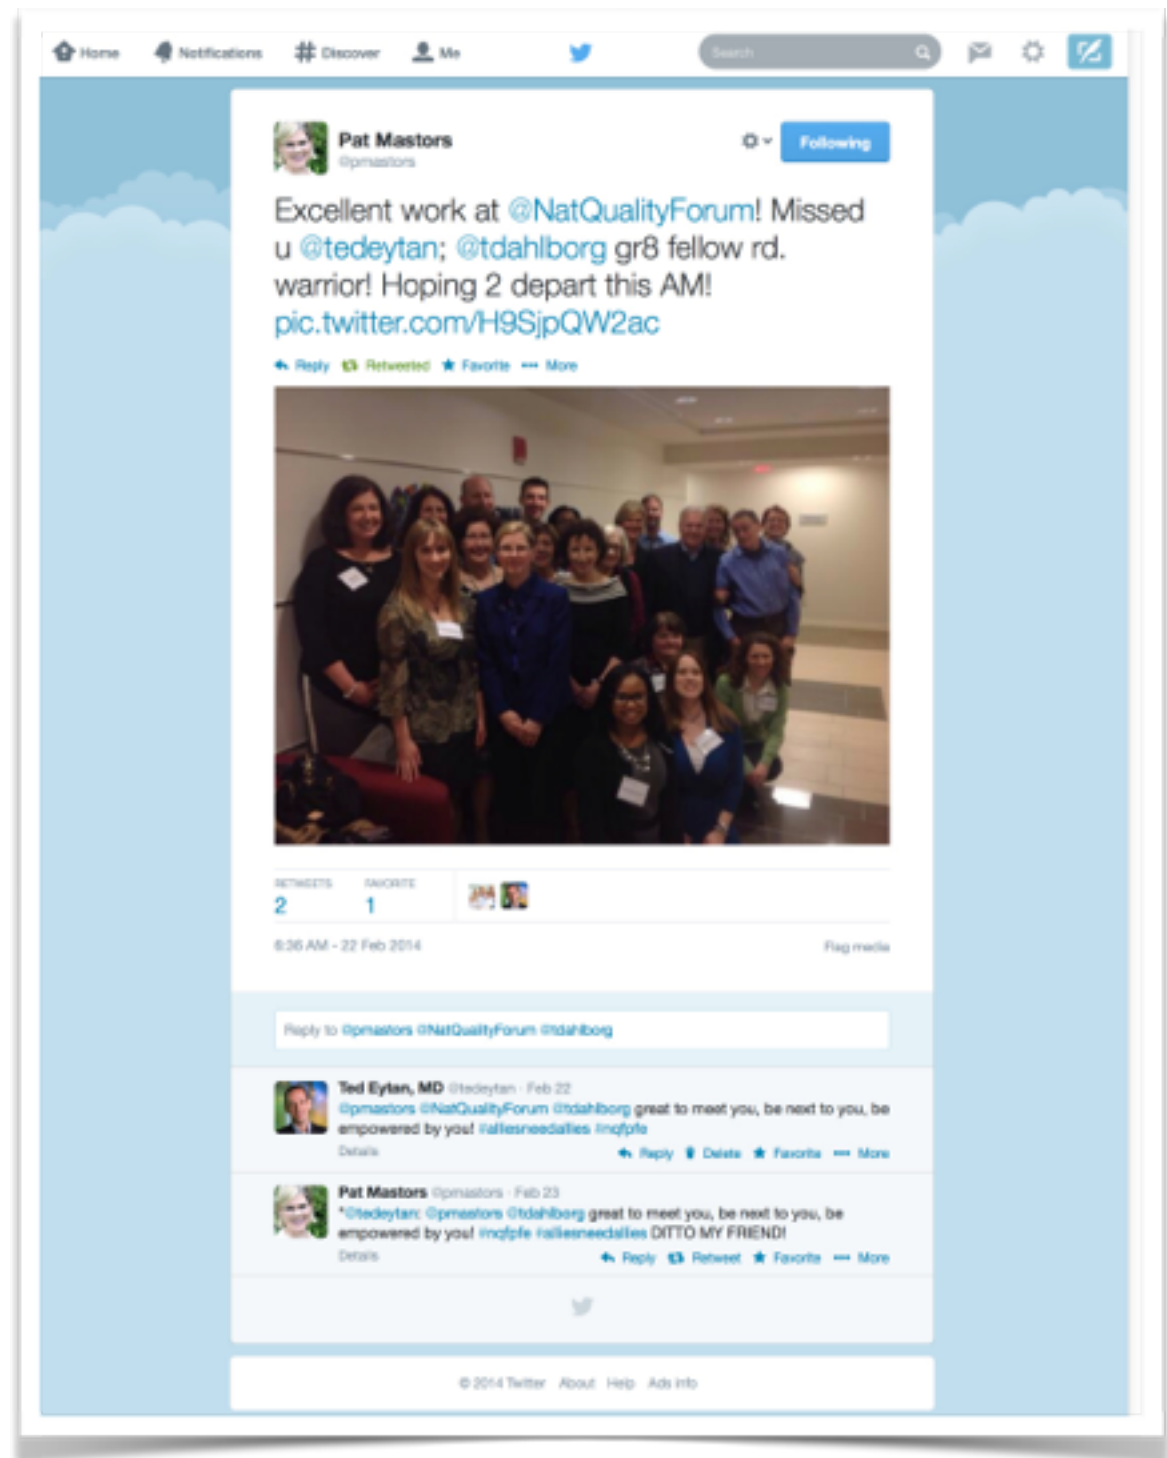 Home Notifications # Discover Me Search
Pat Mastors
@pmastors
Following
Excellent work at @NatQualityForum! Missed
u @tedeytan; @tdahlborg gr8 fellow rd.
warrior! Hoping 2 depart this AM!
pic.twitter.com/H9SjpQW2ac
Reply Retweeted Favorite More
RETWEETS FAVORITE
2 1
6:36 AM - 22 Feb 2014 Flag media
Reply to @pmastors @NatQualityForum @tdahlborg
Ted Eytan, MD @tedeytan · Feb 22
@pmastors @NatQualityForum @tdahlborg great to meet you, be next to you, be
empowered by you! #alliesneedallies #nqfpfe
Details Reply Delete Favorite More
Pat Mastors @pmastors · Feb 23
"@tedeytan: @pmastors @tdahlborg great to meet you, be next to you, be
empowered by you! #nqfpfe #alliesneedallies DITTO MY FRIEND!
Details Reply Retweet Favorite More
© 2014 Twitter About Help Ads info